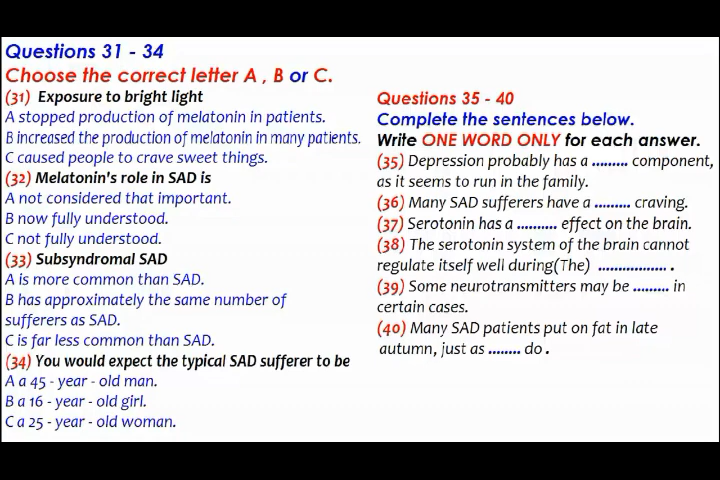 Questions 31 - 34
Choose the correct letter A , B or C.
(31) Exposure to bright light
A stopped production of melatonin in patients.
B increased the production of melatonin in many patients.
C caused people to crave sweet things.
(32) Melatonin's role in SAD is
A not considered that important.
B now fully understood.
C not fully understood.
(33) Subsyndromal SAD
A is more common than SAD.
B has approximately the same number of
sufferers as SAD.
C is far less common than SAD.
(34) You would expect the typical SAD sufferer to be
A a 45 - year - old man.
B a 16 - year - old girl.
C a 25 - year - old woman.
Questions 35 - 40
Complete the sentences below.
Write ONE WORD ONLY for each answer.
(35) Depression probably has a ......... component,
as it seems to run in the family.
(36) Many SAD sufferers have a ......... craving.
(37) Serotonin has a .......... effect on the brain.
(38) The serotonin system of the brain cannot
regulate itself well during(The) ................. .
(39) Some neurotransmitters may be ......... in
certain cases.
(40) Many SAD patients put on fat in late
autumn, just as ........ do .